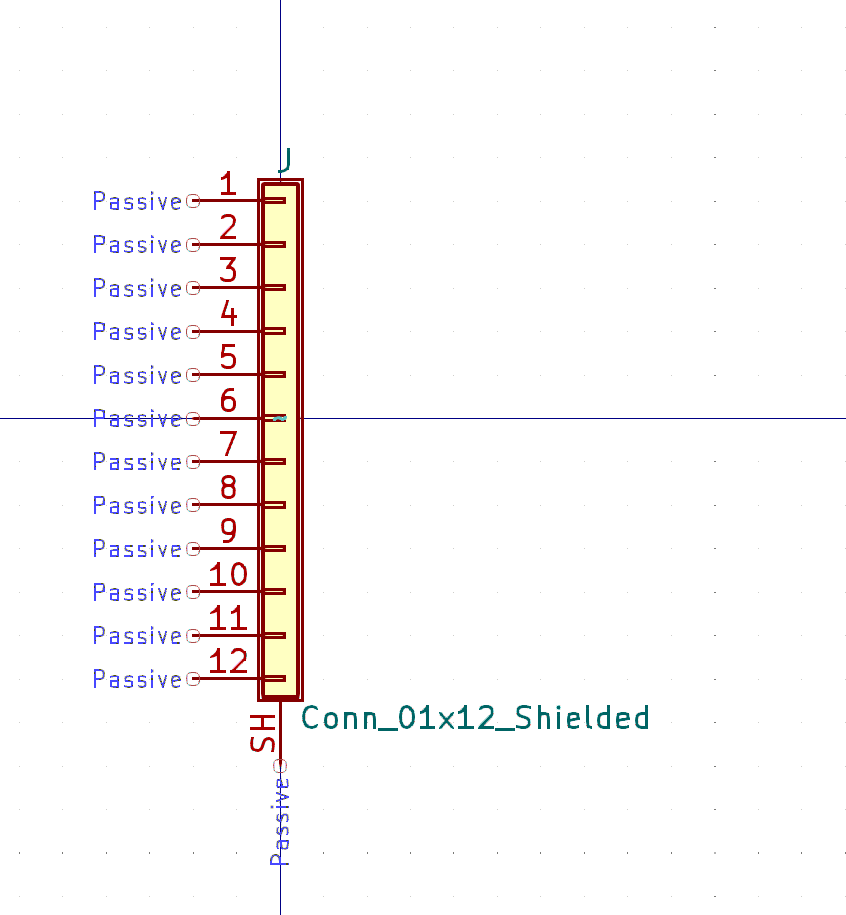 J
Passive 1
Passive 2
Passive 3
Passive 4
Passive 5
Passive 6
Passive 7
Passive 8
Passive 9
Passive 10
Passive 11
Passive 12
SH
Conn_01x12_Shielded
Passive